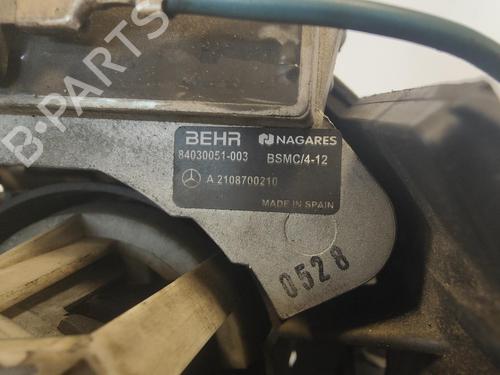 B-Parts
BEHR NAGARES
84030051-003 BSMC/4-12
A 2108700210
MADE IN SPAIN
0528